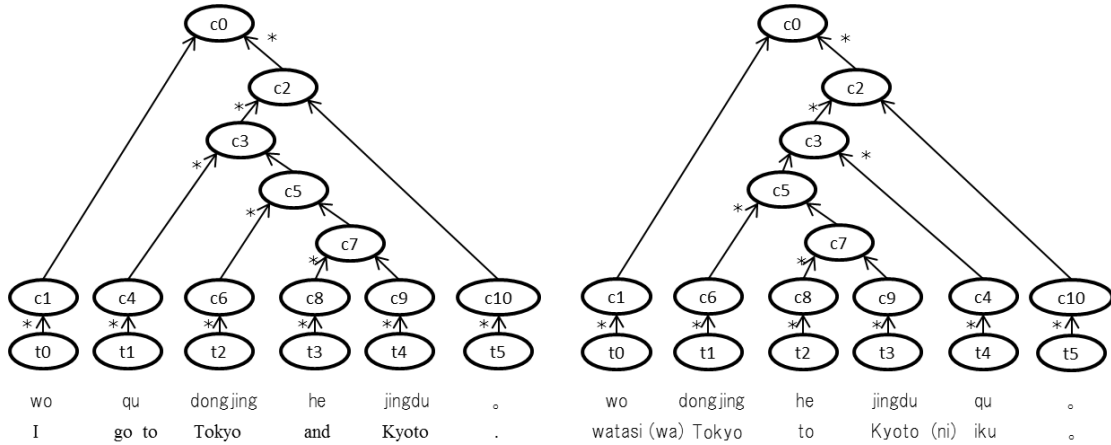 c0 * c0 *
c2 c2
* *
c3 c3
* *
c5 c5
* *
c7 c7
* *
c1 c4 c6 c8 c9 c10 c1 c6 c8 c9 c4 c10
* * * * * * * * * * * *
t0 t1 t2 t3 t4 t5 t0 t1 t2 t3 t4 t5
wo qu dongjing he jingdu 。 wo dongjing he jingdu qu 。
I go to Tokyo and Kyoto . watasi (wa) Tokyo to Kyoto (ni) iku 。